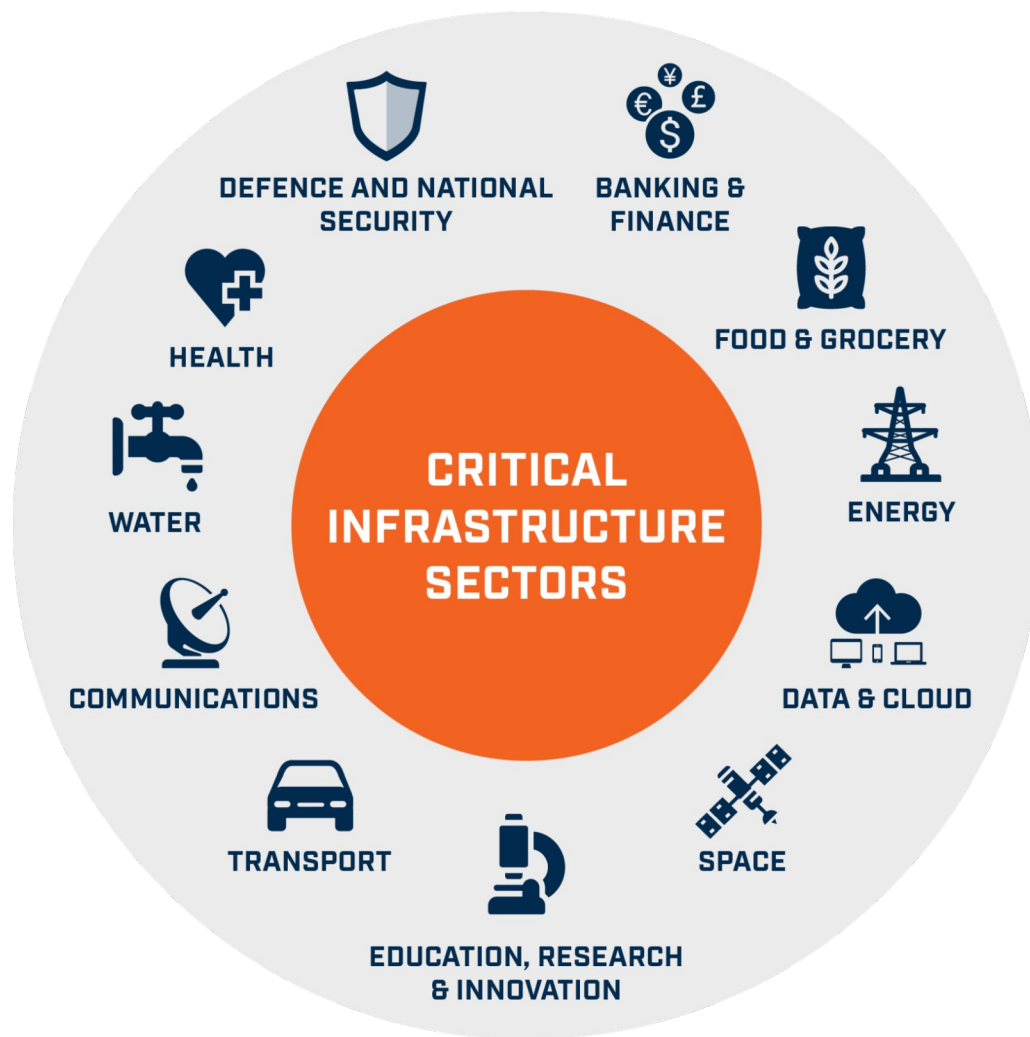 ¥
€
£
$
DEFENCE AND NATIONAL
SECURITY
BANKING &
FINANCE
HEALTH
FOOD & GROCERY
CRITICAL
INFRASTRUCTURE
SECTORS
WATER
ENERGY
COMMUNICATIONS
DATA & CLOUD
TRANSPORT
SPACE
EDUCATION, RESEARCH
& INNOVATION